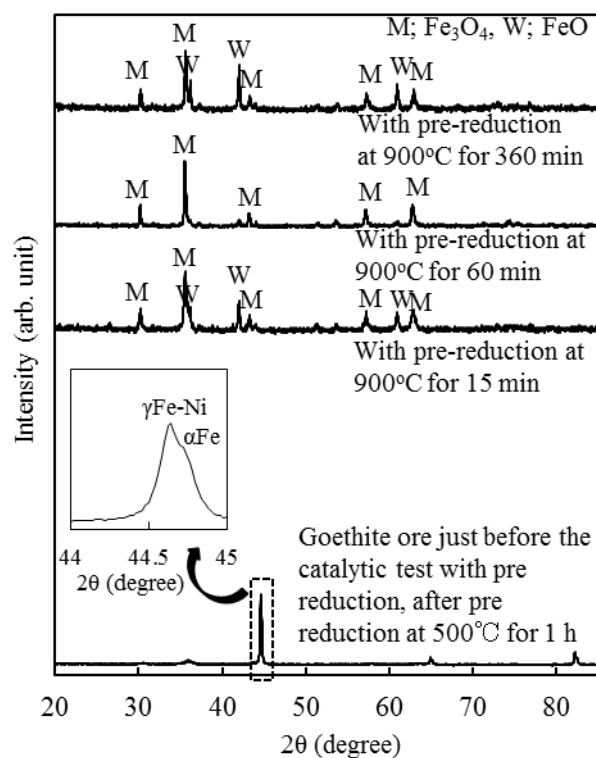 M; Fe₃O₄, W; FeO
M
M
W
W
M
M
W
M
With pre-reduction
at 900°C for 360 min
M
M
M
M
M
With pre-reduction at
900°C for 60 min
M
M
W
W
M
M
W
M
With pre-reduction at
900°C for 15 min
Intensity (arb. unit)
γFe-Ni
αFe
44 44.5 45
2θ (degree)
Goethite ore just before the
catalytic test with pre
reduction, after pre
reduction at 500℃ for 1 h
20 30 40 50 60 70 80
2θ (degree)